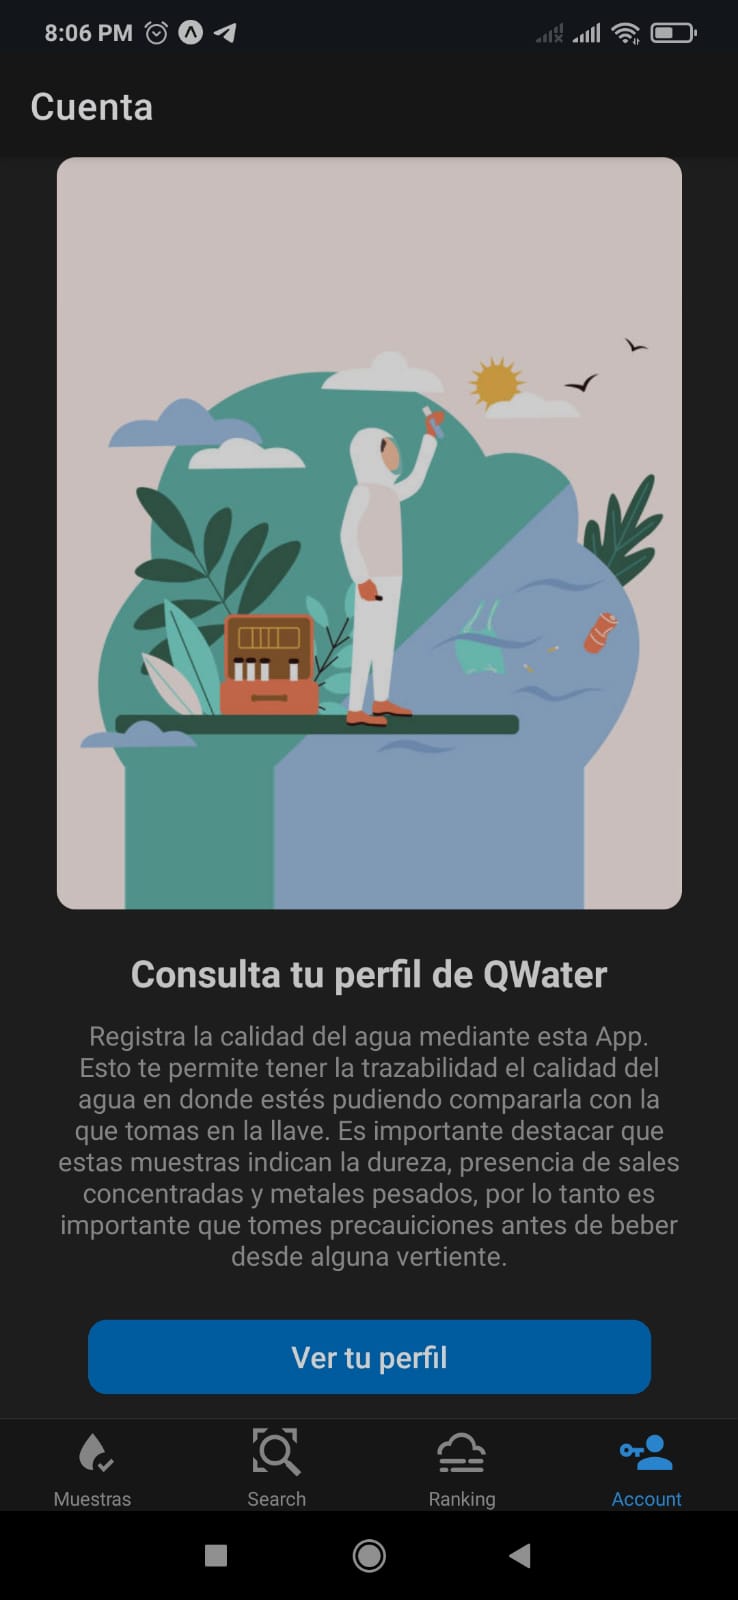 8:06 PM
Cuenta
Consulta tu perfil de QWater
Registra la calidad del agua mediante esta App.
Esto te permite tener la trazabilidad el calidad del
agua en donde estés pudiendo compararla con la
que tomas en la llave. Es importante destacar que
estas muestras indican la dureza, presencia de sales
concentradas y metales pesados, por lo tanto es
importante que tomes precauiciones antes de beber
desde alguna vertiente.
Ver tu perfil
Muestras
Search
Ranking
Account